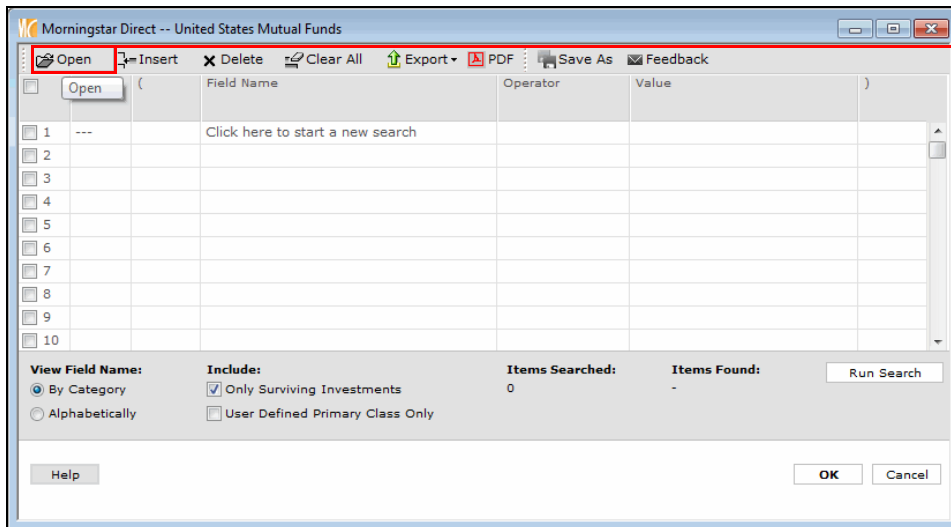 Morningstar Direct -- United States Mutual Funds
Open Insert Delete Clear All Export PDF Save As Feedback
Open ( Field Name Operator Value )
1 --- Click here to start a new search
2
3
4
5
6
7
8
9
10
View Field Name: Include: Items Searched: Items Found: Run Search
By Category Only Surviving Investments 0 -
Alphabetically User Defined Primary Class Only
Help OK Cancel